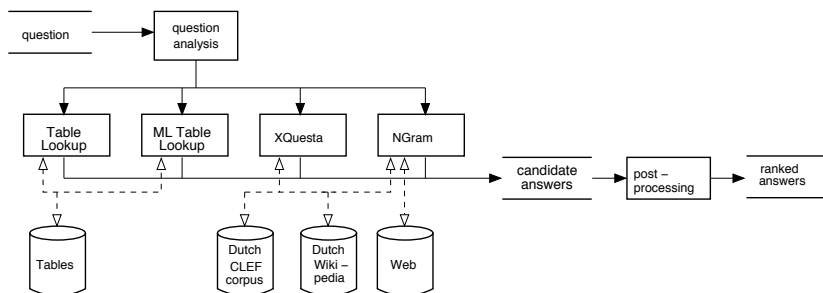 question
question
analysis
Table
Lookup
ML Table
Lookup
XQuesta
NGram
candidate
answers
post –
processing
ranked
answers
Tables
Dutch
CLEF
corpus
Dutch
Wiki –
pedia
Web